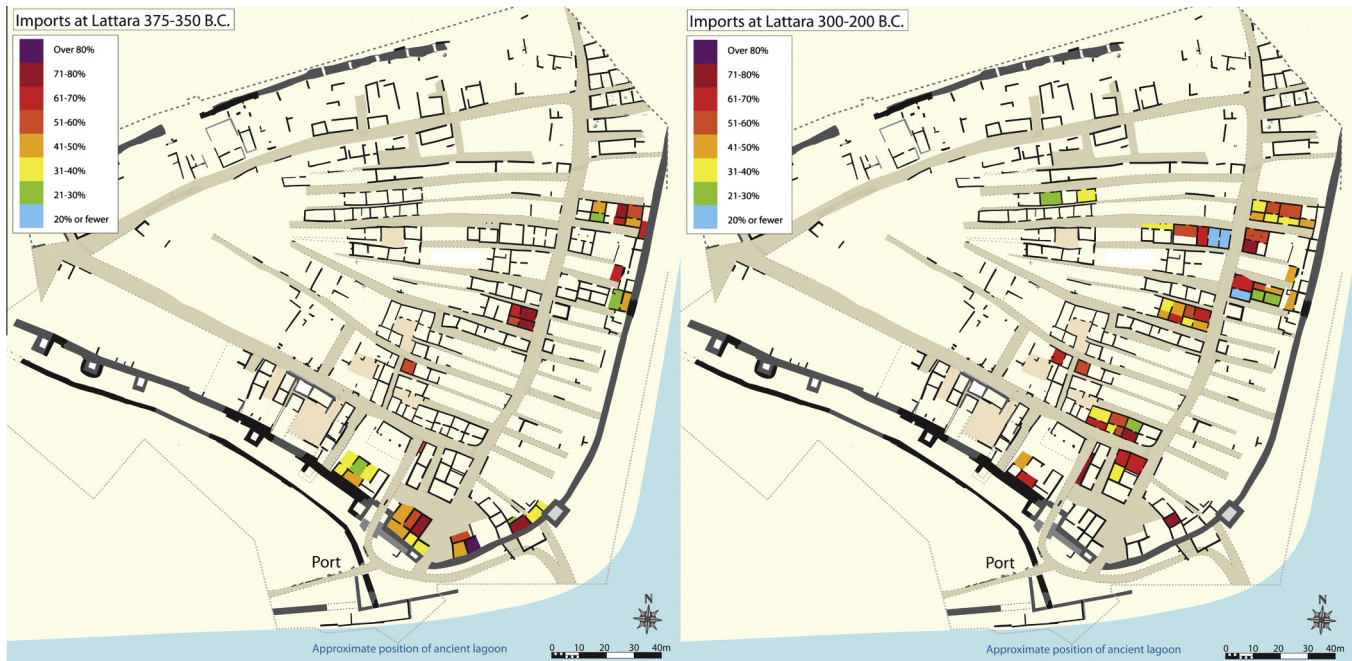 Imports at Lattara 375-350 B.C.
Over 80%
71-80%
61-70%
51-60%
41-50%
31-40%
21-30%
20% or fewer
Port
Approximate position of ancient lagoon
N
0 10 20 30 40m
Imports at Lattara 300-200 B.C.
Over 80%
71-80%
61-70%
51-60%
41-50%
31-40%
21-30%
20% or fewer
Port
Approximate position of ancient lagoon
N
0 10 20 30 40m